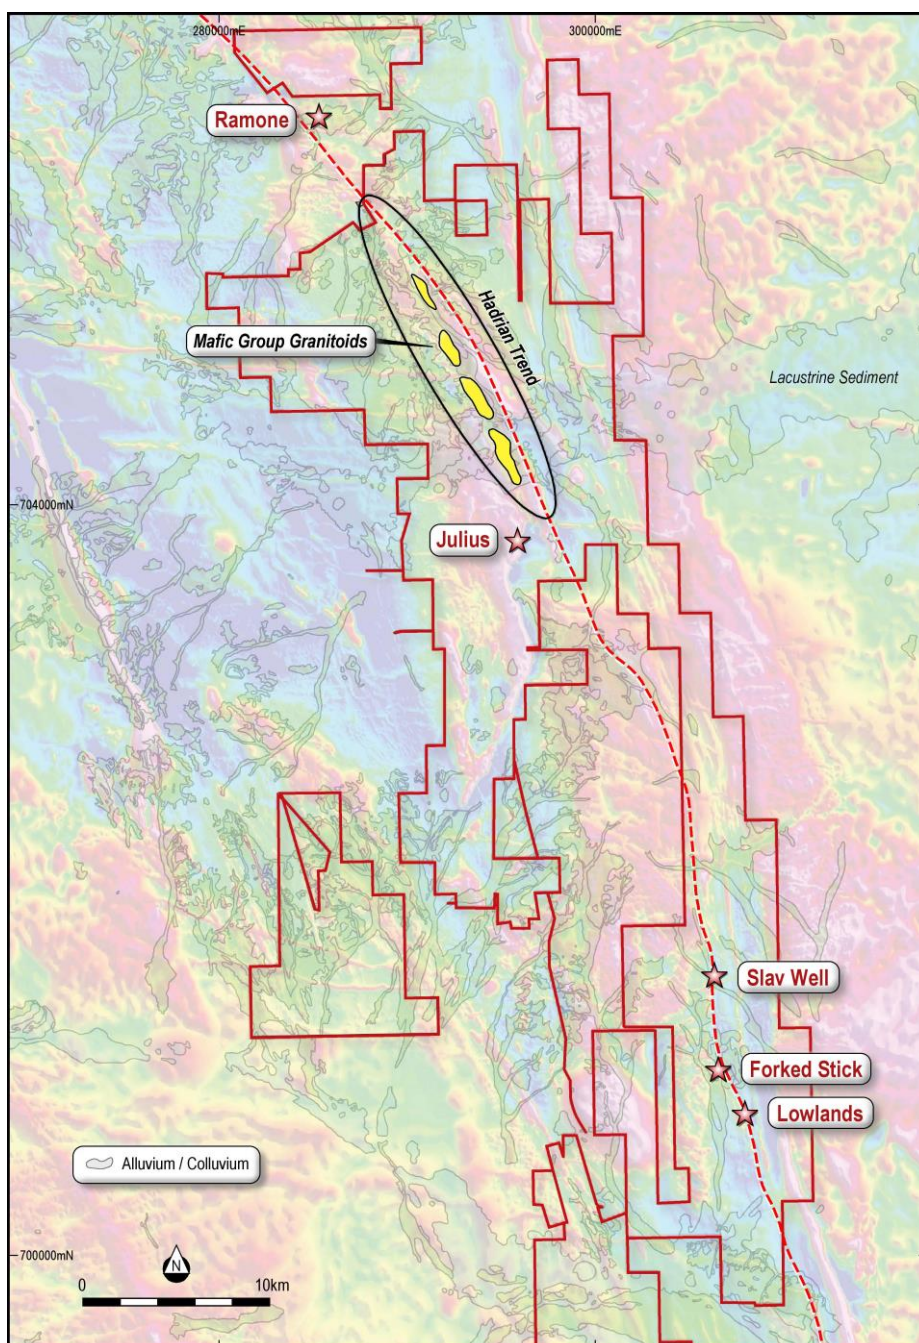 280000mE
300000mE
Ramone
Hadrian Trend
Mafic Group Granitoids
Lacustrine Sediment
704000mN
Julius
Slav Well
Forked Stick
Lowlands
Alluvium / Colluvium
700000mN
N
0
10km